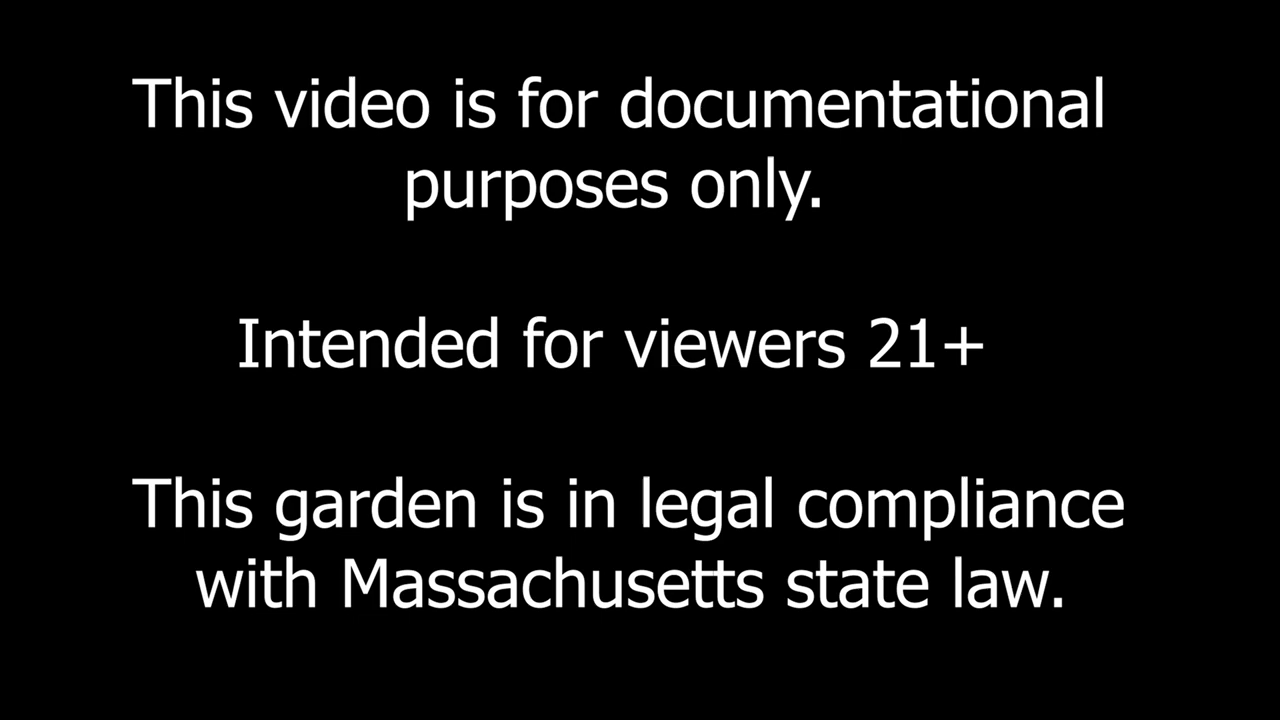 This video is for documentational
purposes only.
Intended for viewers 21+
This garden is in legal compliance
with Massachusetts state law.